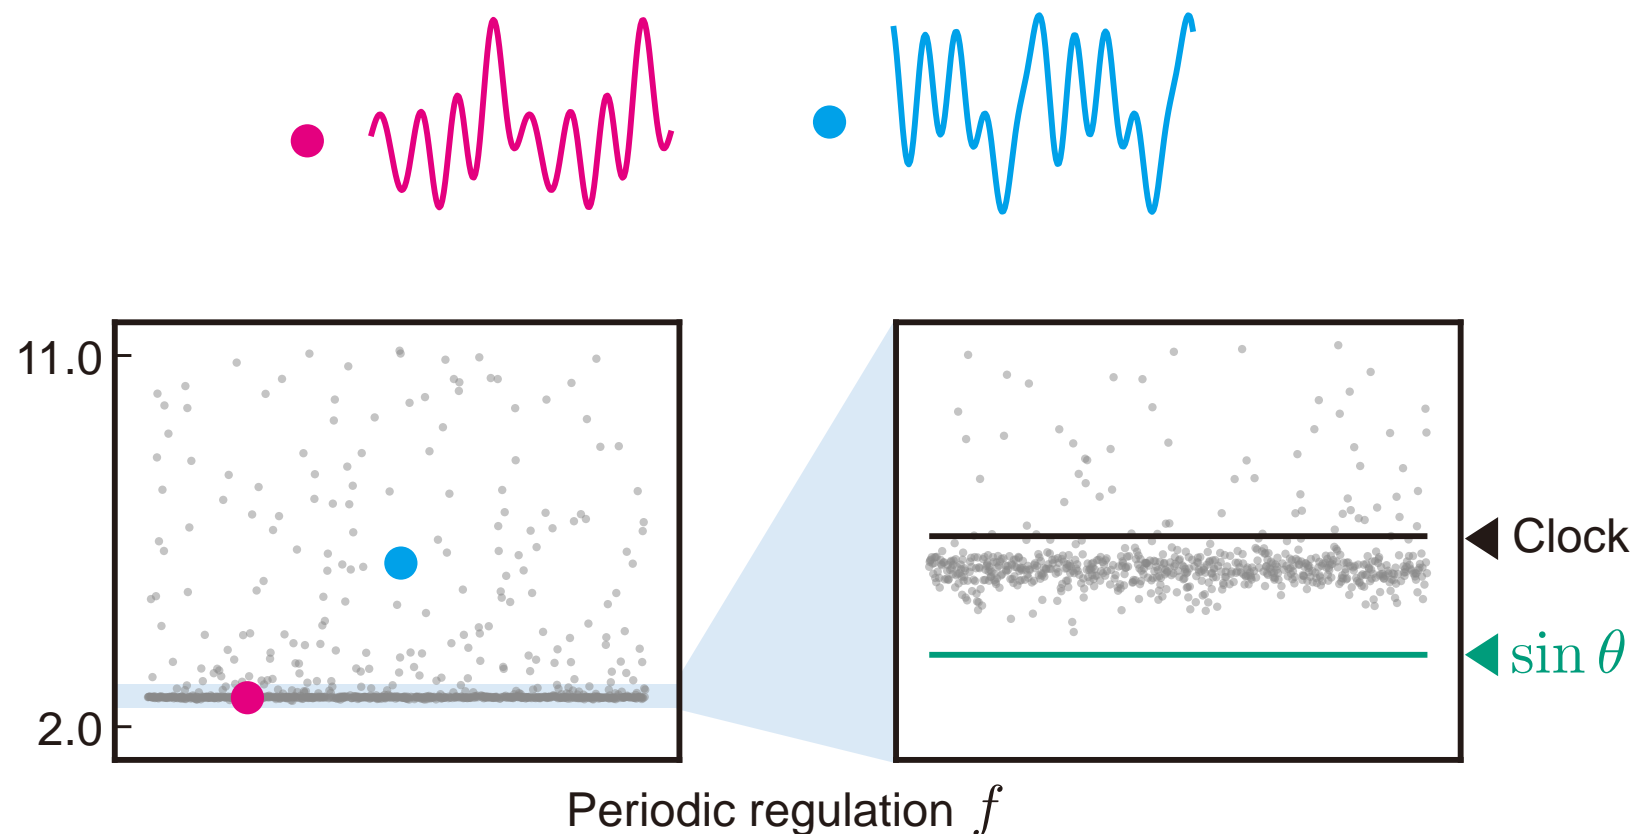 11.0
2.0
Clock
sin θ
Periodic regulation f